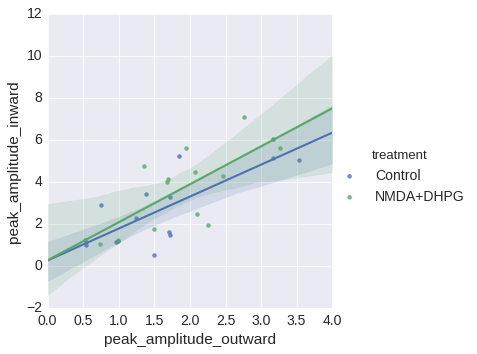 12
10
8
6
4
2
0
−2
peak_amplitude_inward
0.0 0.5 1.0 1.5 2.0 2.5 3.0 3.5 4.0
peak_amplitude_outward
treatment
Control
NMDA+DHPG